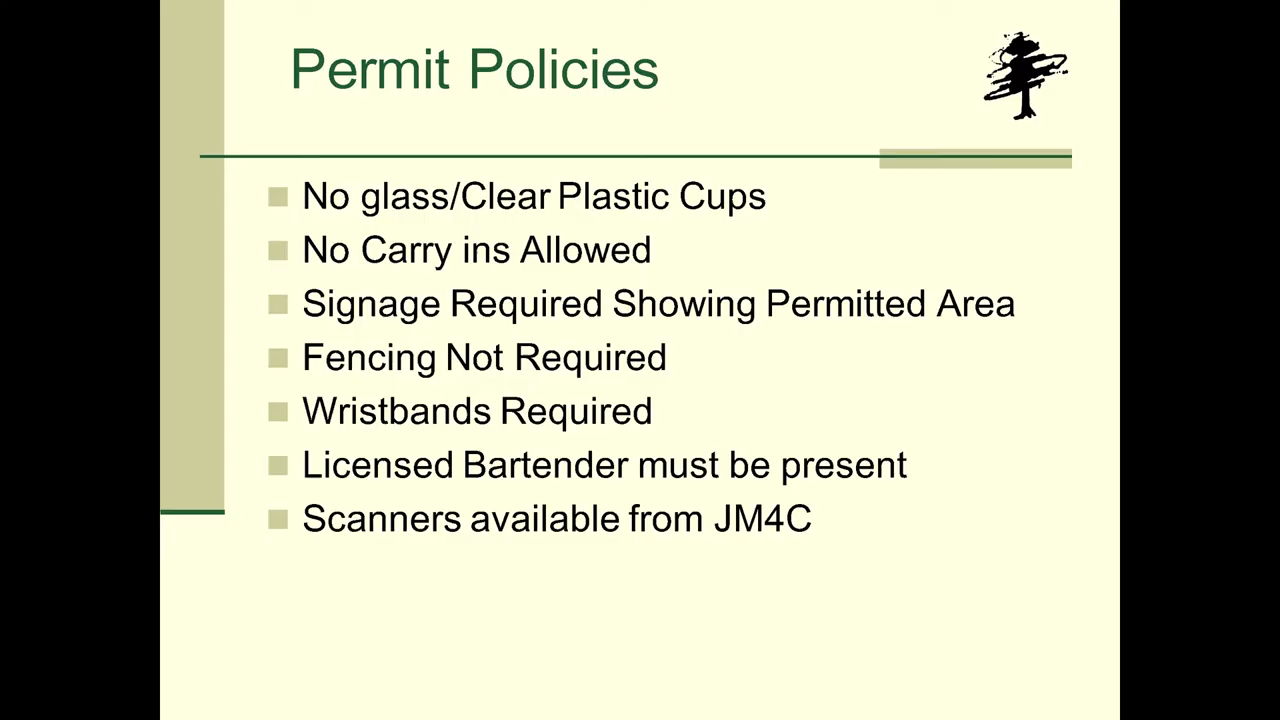 Permit Policies
No glass/Clear Plastic Cups
No Carry ins Allowed
Signage Required Showing Permitted Area
Fencing Not Required
Wristbands Required
Licensed Bartender must be present
Scanners available from JM4C